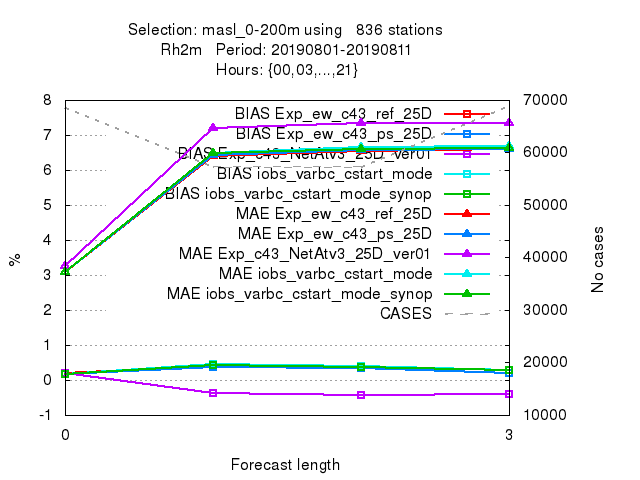 Selection: masl_0-200m using 836 stations
Rh2m Period: 20190801-20190811
Hours: {00,03,...,21}
8 70000
BIAS Exp_ew_c43_ref_25D
7 BIAS Exp_ew_c43_ps_25D
BIAS Exp_c43_NetAtv3_25D_ver01 60000
6 BIAS iobs_varbc_cstart_mode
BIAS iobs_varbc_cstart_mode_synop
5 MAE Exp_ew_c43_ref_25D 50000
MAE Exp_ew_c43_ps_25D
4 MAE Exp_c43_NetAtv3_25D_ver01
% No cases 40000
3 MAE iobs_varbc_cstart_mode
MAE iobs_varbc_cstart_mode_synop
2 CASES 30000
1
20000
0
-1 10000
0 3
Forecast length